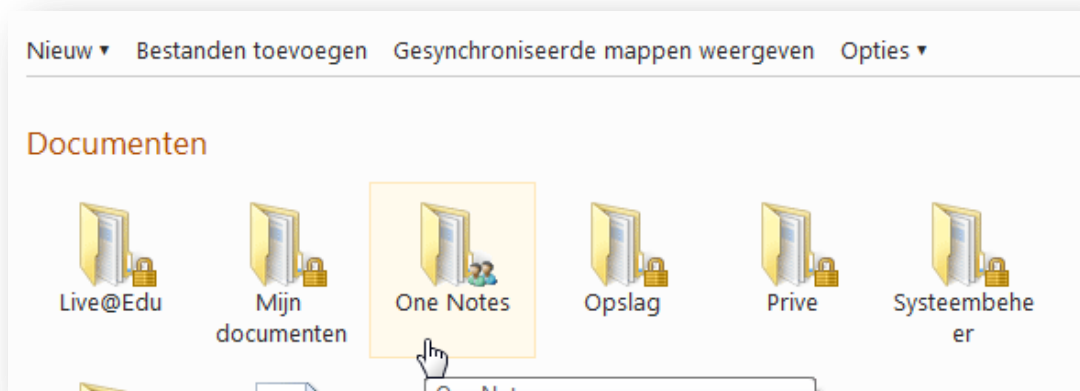 Nieuw ▾ Bestanden toevoegen Gesynchroniseerde mappen weergeven Opties ▾
Documenten
Live@Edu
Mijn
documenten
One Notes
Opslag
Prive
Systeembehe
er